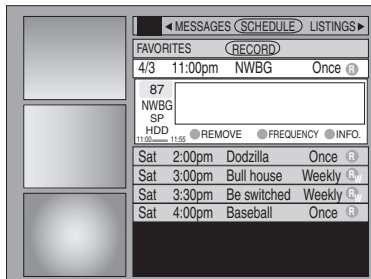 ◄MESSAGES SCHEDULE LISTINGS►
FAVORITES RECORD
4/3 11:00pm NWBG Once R
87
NWBG
SP
HDD
11:00 11:55 REMOVE FREQUENCY INFO.
Sat 2:00pm Dodzilla Once R
Sat 3:00pm Bull house Weekly RW
Sat 3:30pm Be switched Weekly RW
Sat 4:00pm Baseball Once R